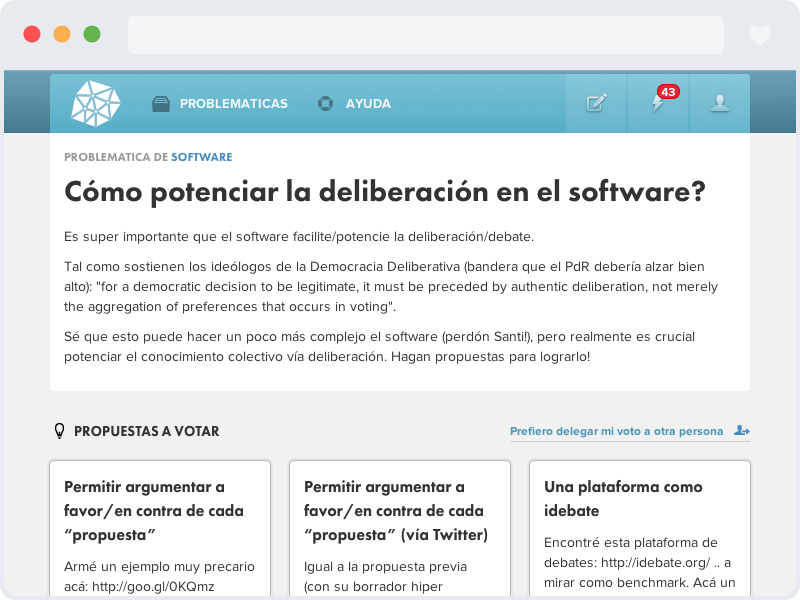 PROBLEMATICAS
AYUDA
43
PROBLEMATICA DE SOFTWARE
Cómo potenciar la deliberación en el software?
Es super importante que el software facilite/potencie la deliberación/debate.
Tal como sostienen los ideólogos de la Democracia Deliberativa (bandera que el PdR debería alzar bien
alto): "for a democratic decision to be legitimate, it must be preceded by authentic deliberation, not merely
the aggregation of preferences that occurs in voting".
Sé que esto puede hacer un poco más complejo el software (perdón Santi!), pero realmente es crucial
potenciar el conocimiento colectivo vía deliberación. Hagan propuestas para lograrlo!
PROPUESTAS A VOTAR
Prefiero delegar mi voto a otra persona
Permitir argumentar a
favor/en contra de cada
“propuesta”
Armé un ejemplo muy precario
acá: http://goo.gl/0KQmz
Permitir argumentar a
favor/en contra de cada
“propuesta” (vía Twitter)
Igual a la propuesta previa
(con su borrador hiper
Una plataforma como
idebate
Encontré esta plataforma de
debates: http://idebate.org/ .. a
mirar como benchmark. Acá un